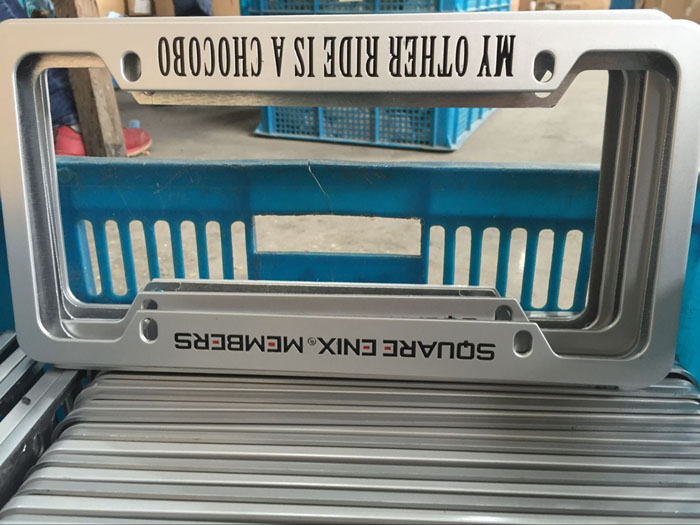 SQUARE ENIX® MEMBERS
MY OTHER RIDE IS A CHOCOBO